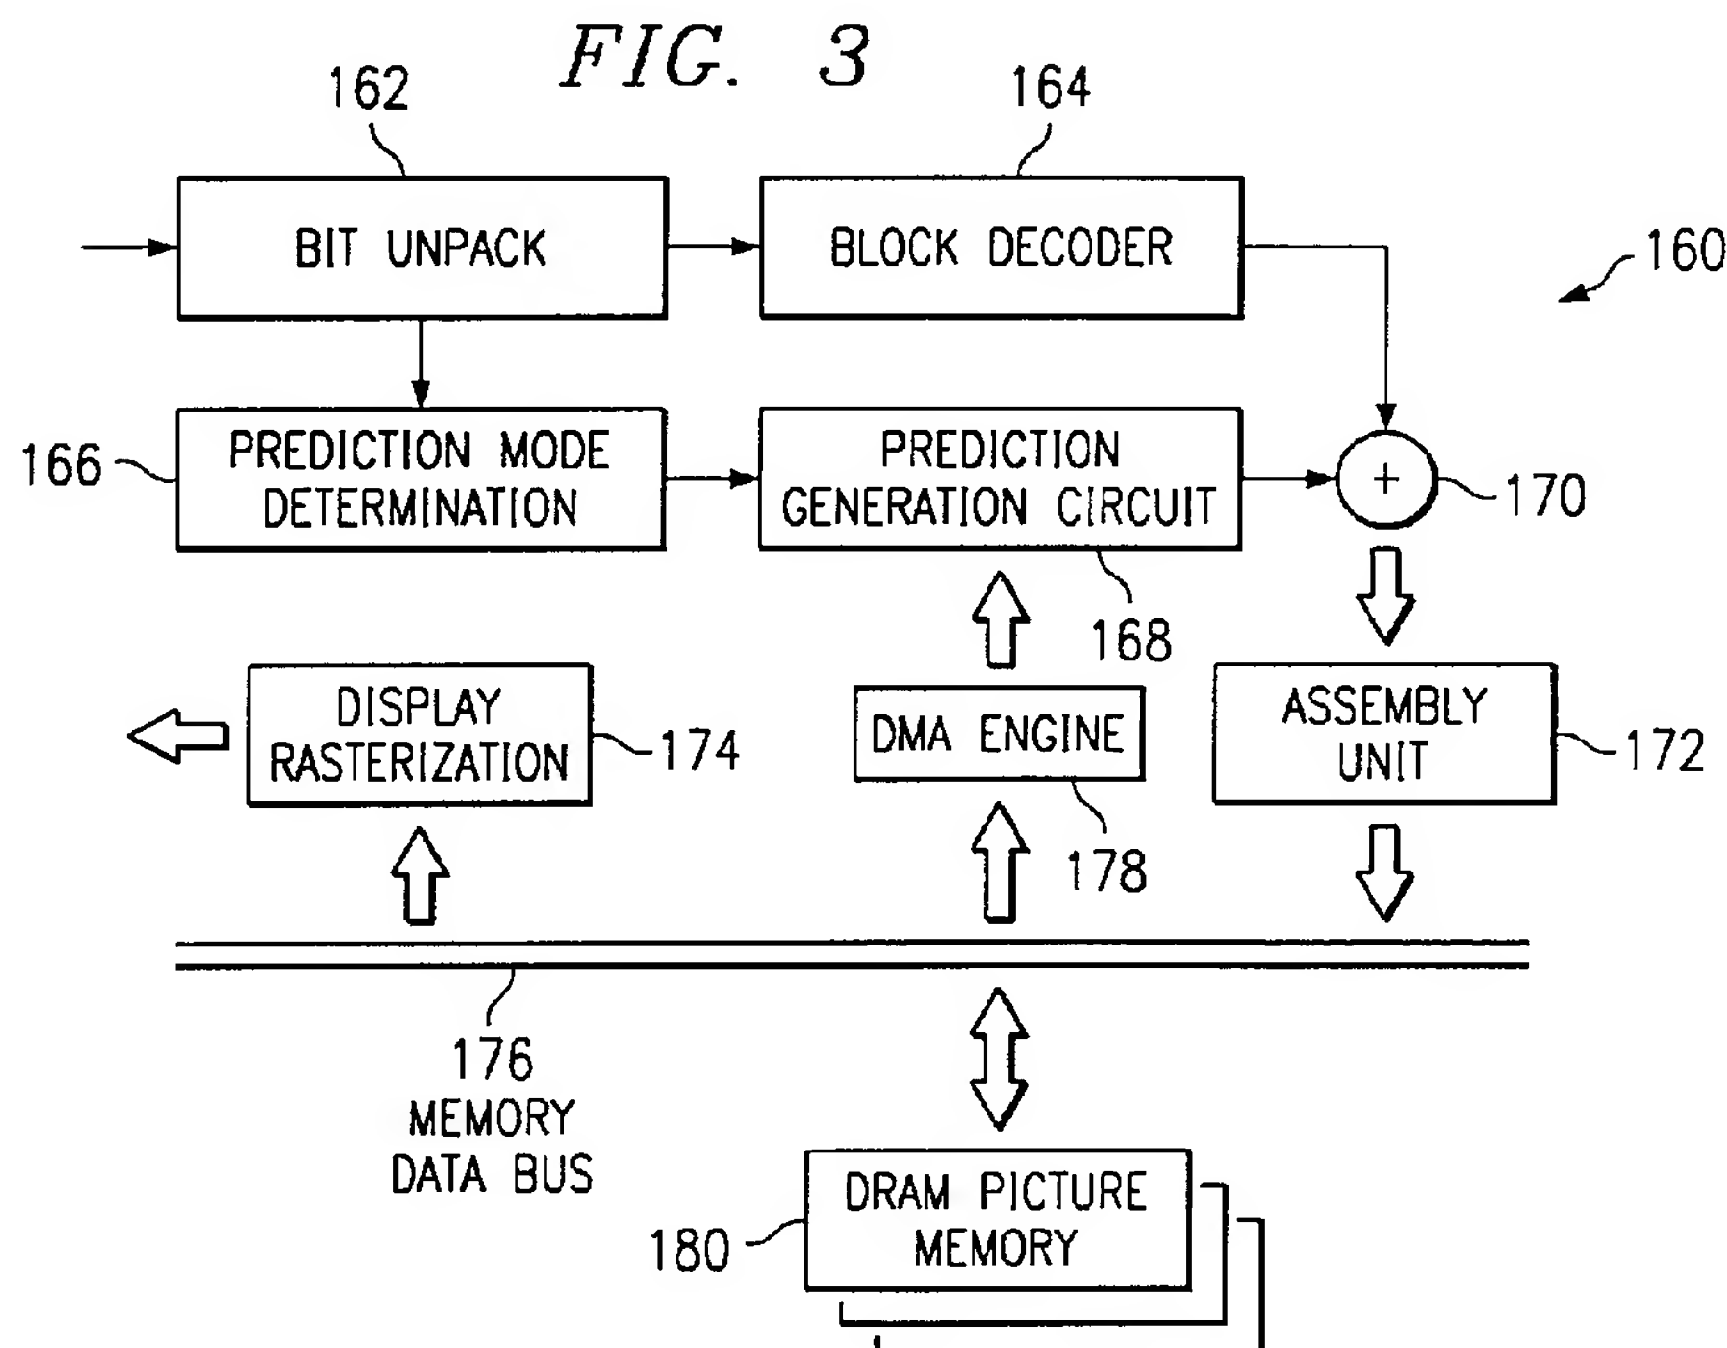 FIG. 3
162
164
BIT UNPACK
BLOCK DECODER
160
166
PREDICTION MODE
DETERMINATION
PREDICTION
GENERATION CIRCUIT
+
170
168
DISPLAY
RASTERIZATION
174
DMA ENGINE
178
ASSEMBLY
UNIT
172
176
MEMORY
DATA BUS
DRAM PICTURE
MEMORY
180